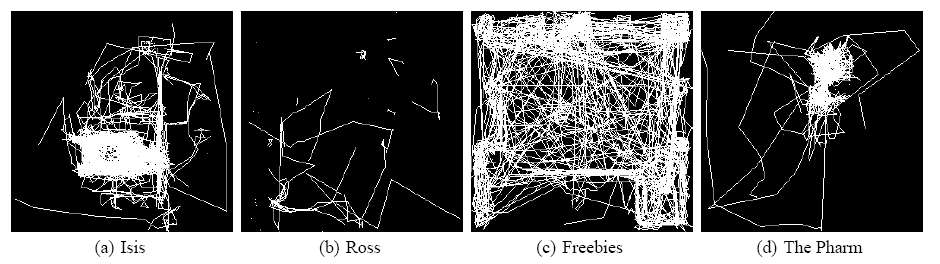 (a) Isis
(b) Ross
(c) Freebies
(d) The Pharm